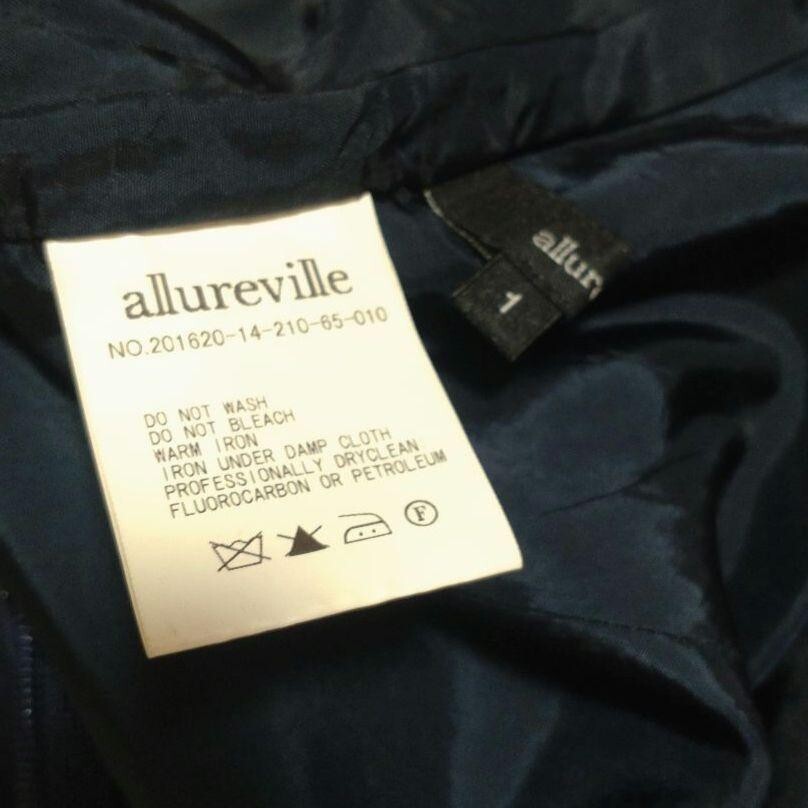 allureville
NO.201620-14-210-65-010
DO NOT WASH
DO NOT BLEACH
WARM IRON
IRON UNDER DAMP CLOTH
PROFESSIONALLY DRYCLEAN
FLUOROCARBON OR PETROLEUM
F
allur
1